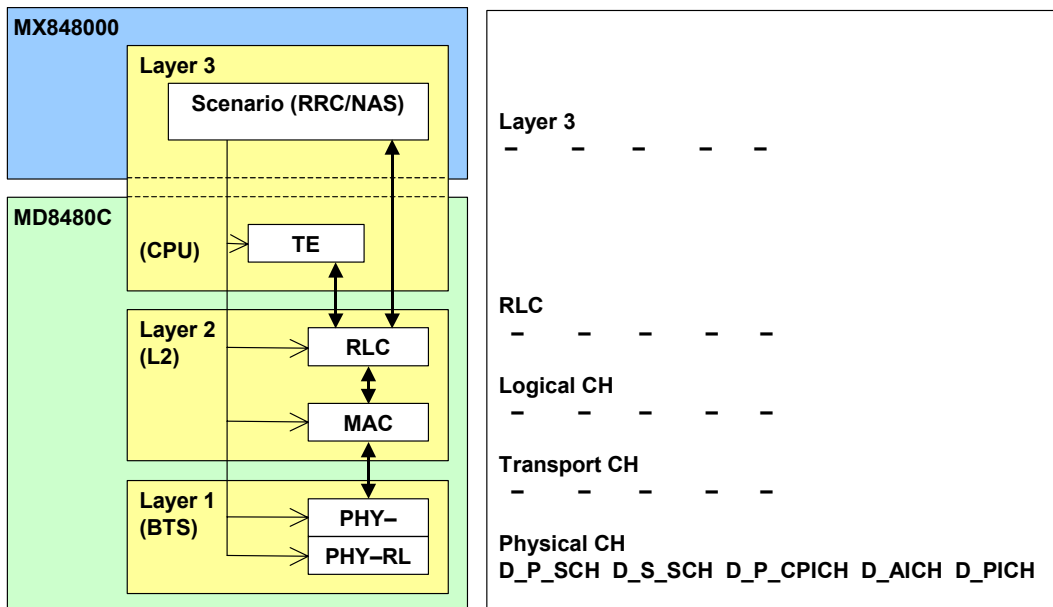 MX848000
Layer 3
Scenario (RRC/NAS)
MD8480C
(CPU)
TE
Layer 2
(L2)
RLC
MAC
Layer 1
(BTS)
PHY–
PHY–RL
Layer 3
– – – – –
RLC
– – – – –
Logical CH
– – – – –
Transport CH
– – – – –
Physical CH
D_P_SCH D_S_SCH D_P_CPICH D_AICH D_PICH